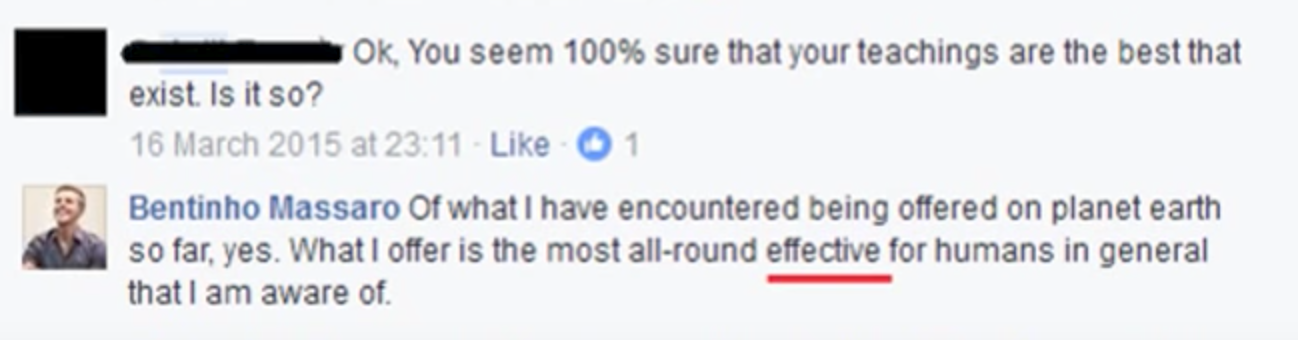 Ok, You seem 100% sure that your teachings are the best that
exist. Is it so?
16 March 2015 at 23:11 · Like · 1
Bentinho Massaro Of what I have encountered being offered on planet earth
so far, yes. What I offer is the most all-round effective for humans in general
that I am aware of.